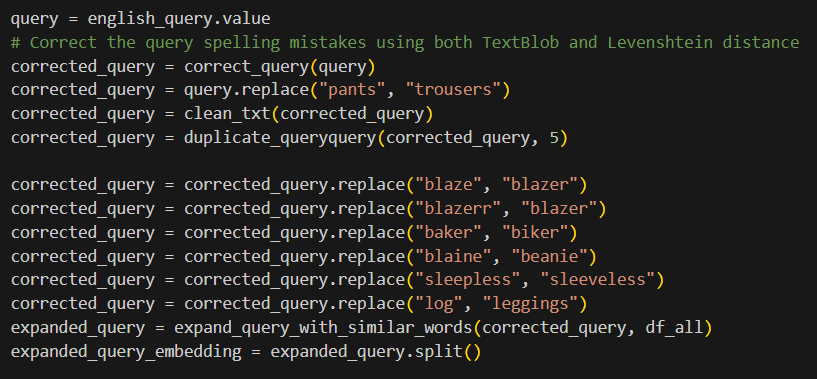 query = english_query.value
# Correct the query spelling mistakes using both TextBlob and Levenshtein distance
corrected_query = correct_query(query)
corrected_query = query.replace("pants", "trousers")
corrected_query = clean_txt(corrected_query)
corrected_query = duplicate_queryquery(corrected_query, 5)
corrected_query = corrected_query.replace("blaze", "blazer")
corrected_query = corrected_query.replace("blazerr", "blazer")
corrected_query = corrected_query.replace("baker", "biker")
corrected_query = corrected_query.replace("blaine", "beanie")
corrected_query = corrected_query.replace("sleepless", "sleeveless")
corrected_query = corrected_query.replace("log", "leggings")
expanded_query = expand_query_with_similar_words(corrected_query, df_all)
expanded_query_embedding = expanded_query.split()